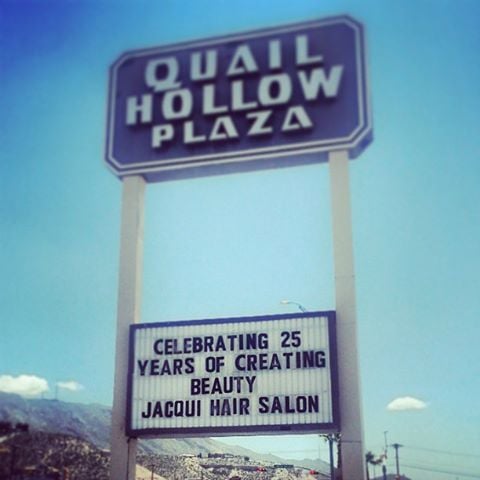 QUAIL
HOLLOW
PLAZA
CELEBRATING 25
YEARS OF CREATING
BEAUTY
JACQUI HAIR SALON